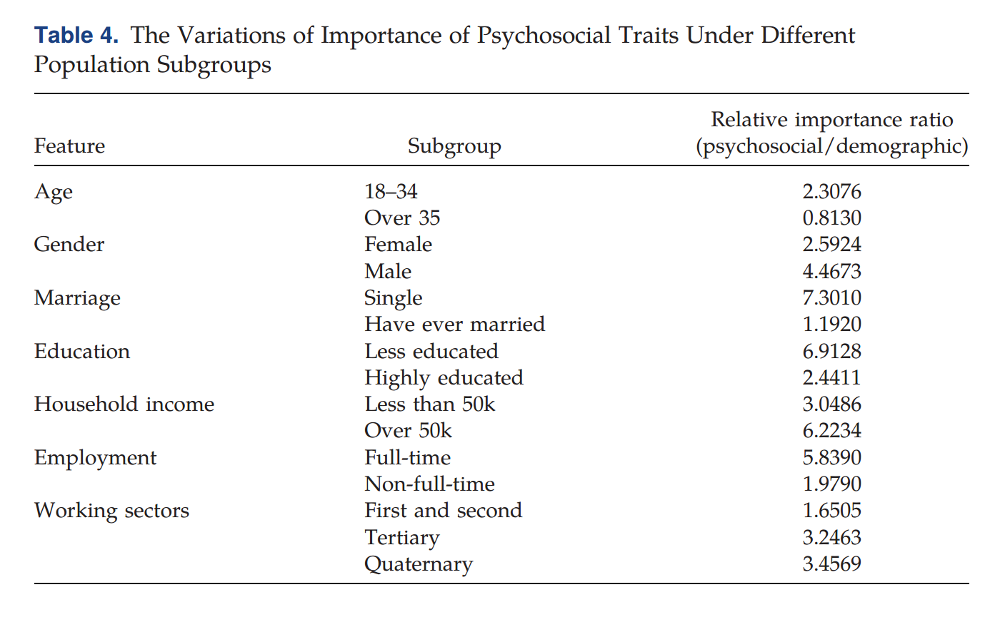 Table 4. The Variations of Importance of Psychosocial Traits Under Different
Population Subgroups
Relative importance ratio
Feature Subgroup (psychosocial/demographic)
Age 18–34 2.3076
Over 35 0.8130
Gender Female 2.5924
Male 4.4673
Marriage Single 7.3010
Have ever married 1.1920
Education Less educated 6.9128
Highly educated 2.4411
Household income Less than 50k 3.0486
Over 50k 6.2234
Employment Full-time 5.8390
Non-full-time 1.9790
Working sectors First and second 1.6505
Tertiary 3.2463
Quaternary 3.4569